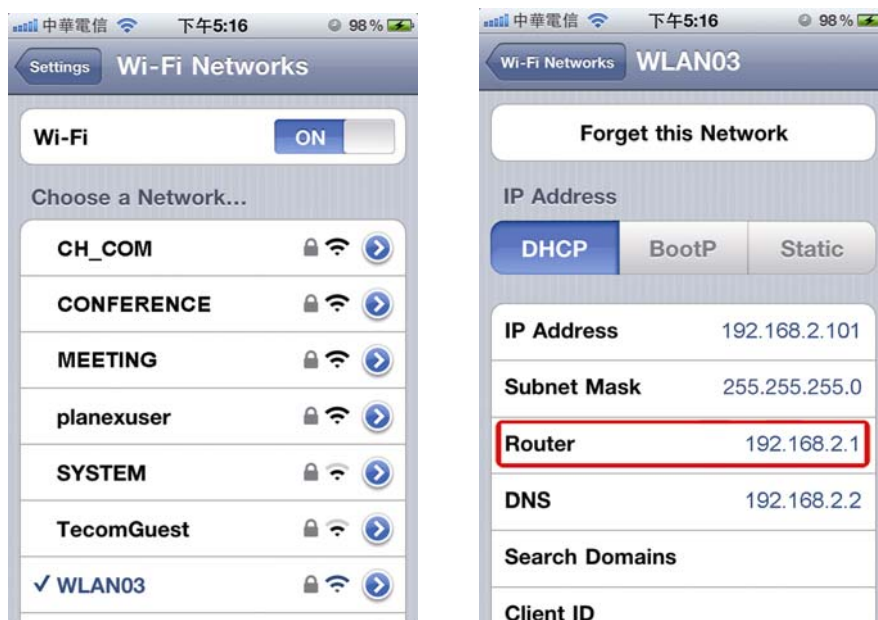 中華電信 下午5:16 98%
Settings Wi-Fi Networks
Wi-Fi ON
Choose a Network...
CH_COM
CONFERENCE
MEETING
planexuser
SYSTEM
TecomGuest
✓ WLAN03
中華電信 下午5:16 98%
Wi-Fi Networks WLAN03
Forget this Network
IP Address
DHCP BootP Static
IP Address 192.168.2.101
Subnet Mask 255.255.255.0
Router 192.168.2.1
DNS 192.168.2.2
Search Domains
Client ID